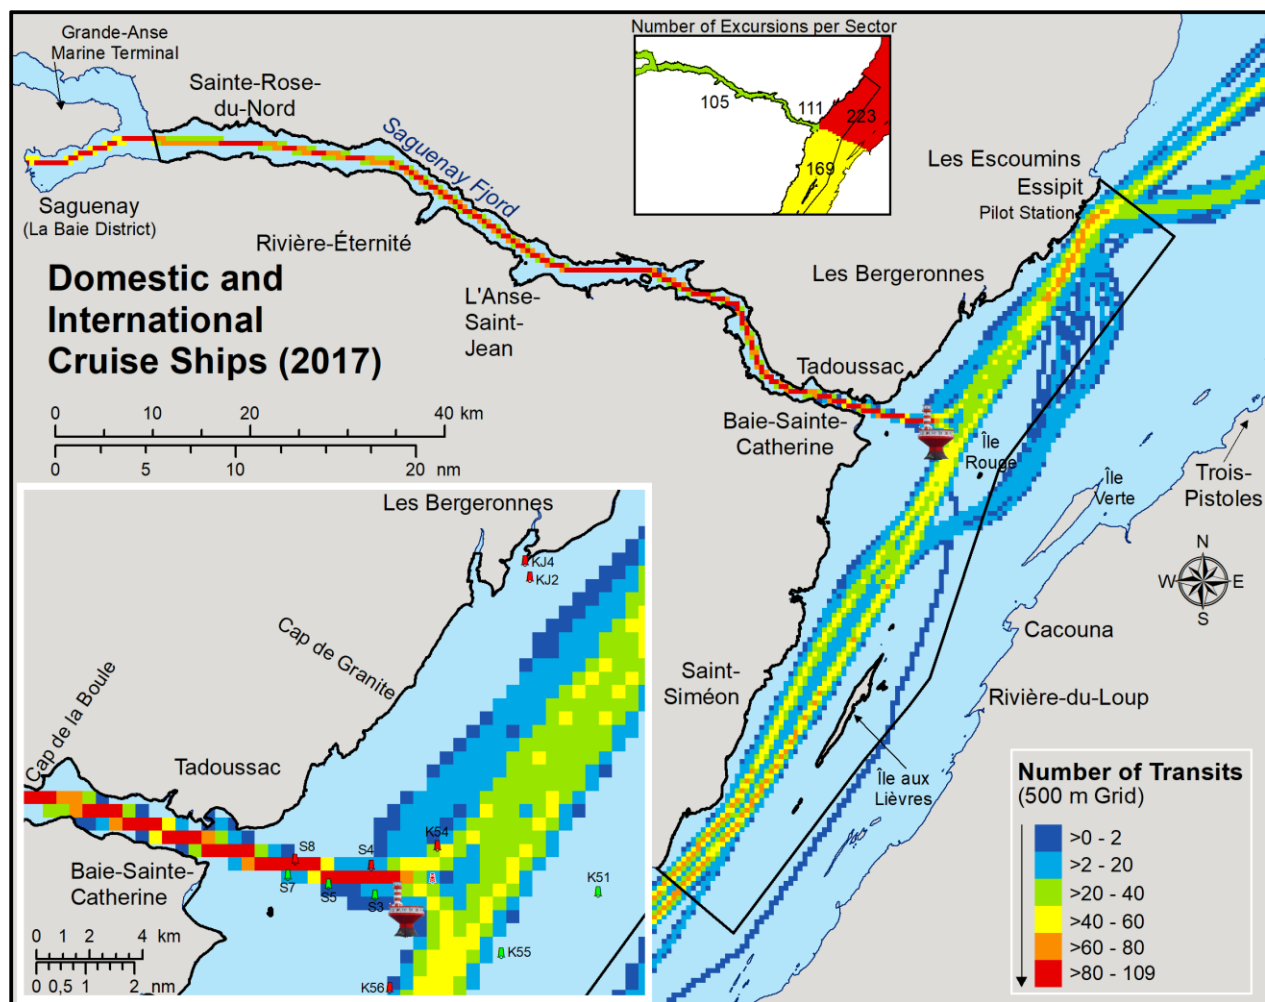 Number of Excursions per Sector
105
111
223
169
Grande-Anse
Marine Terminal
Sainte-Rose-
du-Nord
Saguenay Fjord
Saguenay
(La Baie District)
Rivière-Éternité
L'Anse-
Saint-
Jean
Les Escoumins
Essipit
Pilot Station
Les Bergeronnes
Tadoussac
Baie-Sainte-
Catherine
Île
Rouge
Île
Verte
Trois-
Pistoles
N
W
E
S
Cacouna
Rivière-du-Loup
Saint-
Siméon
Île aux
Lièvres
Domestic and
International
Cruise Ships (2017)
0 10 20 40 km
0 5 10 20 nm
Les Bergeronnes
KJ4
KJ2
Cap de Granite
Cap de la Boule
Tadoussac
Baie-Sainte-
Catherine
S8
S7
S5
S4
S3
K54
K51
K55
K56
0 1 2 4 km
0 0,5 1 2 nm
Number of Transits
(500 m Grid)
>0 - 2
>2 - 20
>20 - 40
>40 - 60
>60 - 80
>80 - 109